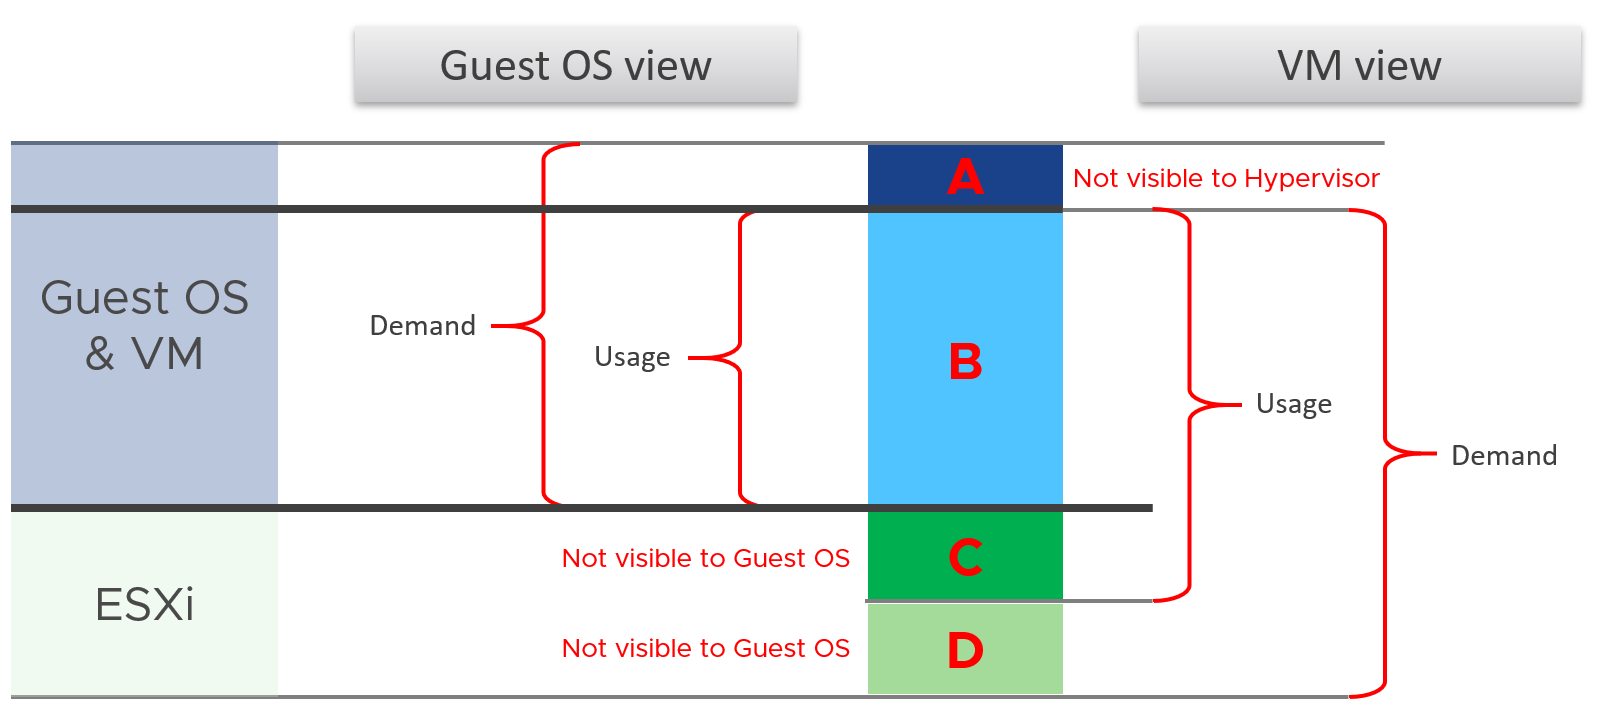 Guest OS view
VM view
A
Not visible to Hypervisor
Guest OS
& VM
Demand
Usage
B
Usage
Demand
Not visible to Guest OS
C
ESXi
Not visible to Guest OS
D